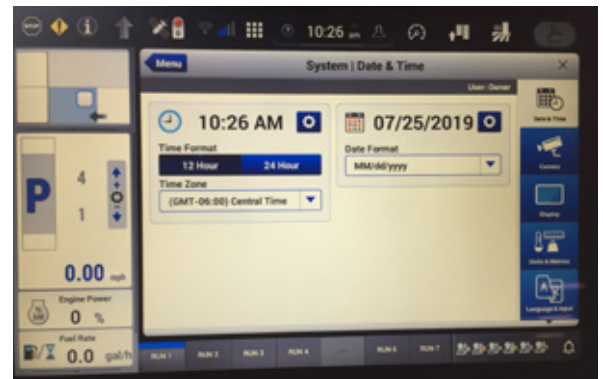 10:26 am
Menu
System | Date & Time
User: Owner
10:26 AM
07/25/2019
Date & Time
Time Format
12 Hour
24 Hour
Date Format
MM/dd/yyyy
Time Zone
(GMT-06:00) Central Time
Camera
Display
Units & Metrics
Language & Input
P
4
1
0.00 mph
Engine Power
0 %
Fuel Rate
0.0 gal/h
RUN 1
RUN 2
RUN 3
RUN 4
---
RUN 6
RUN 7